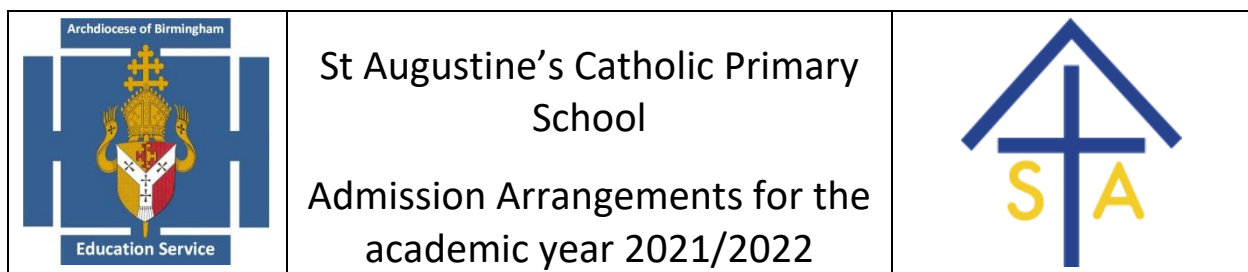 Archdiocese of Birmingham
Education Service
St Augustine’s Catholic Primary
School
Admission Arrangements for the
academic year 2021/2022
S A